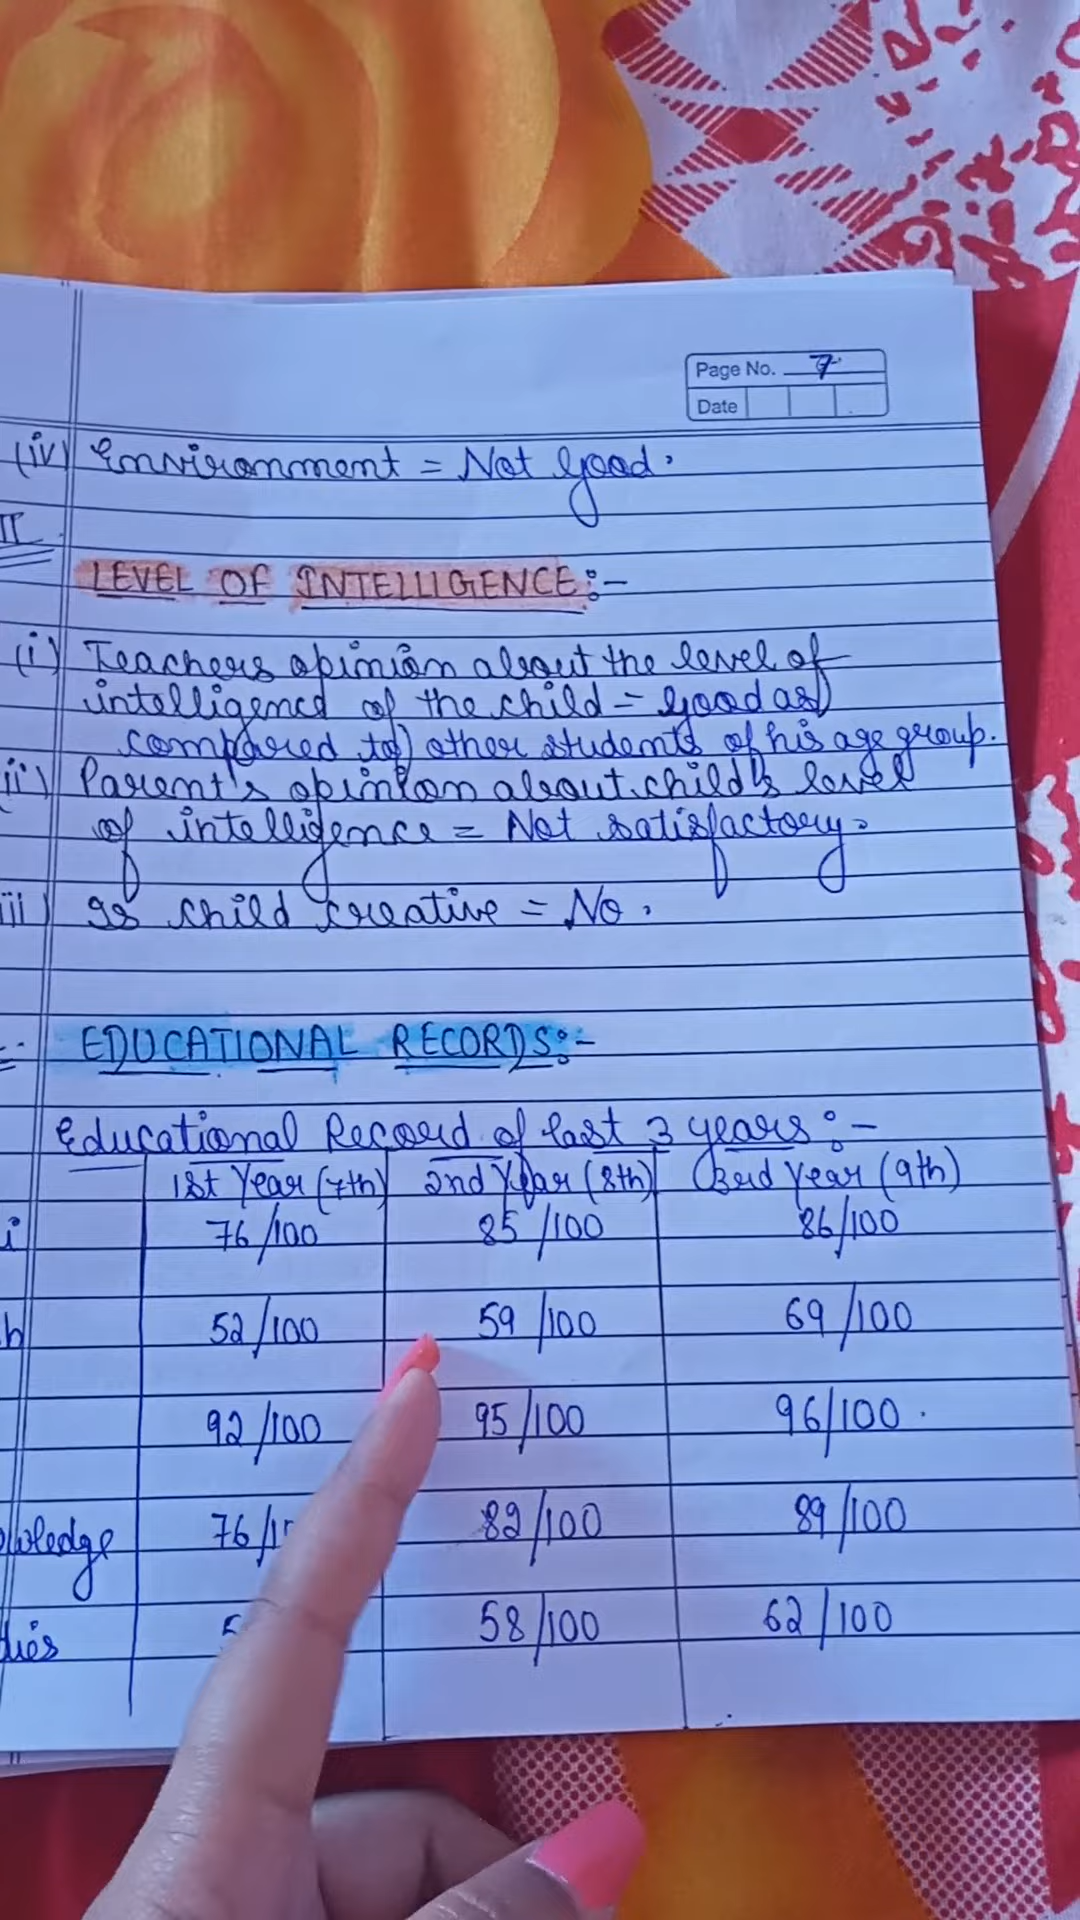 Page No. 7
Date
(iv) Environment = Not Good.
II
LEVEL OF INTELLIGENCE:-
(i) Teachers opinion about the level of
intelligence of the child = Good as
compared to other students of his age group.
ii) Parent's opinion about child's level
of intelligence = Not satisfactory.
iii) Is child creative = No.
EDUCATIONAL RECORDS:-
Educational Record of last 3 years:-
1st Year (7th) 2nd Year (8th) 3rd Year (9th)
i 76/100 85/100 86/100
h 52/100 59/100 69/100
92/100 95/100 96/100.
owledge 76/1 82/100 89/100
dies 5 58/100 62/100